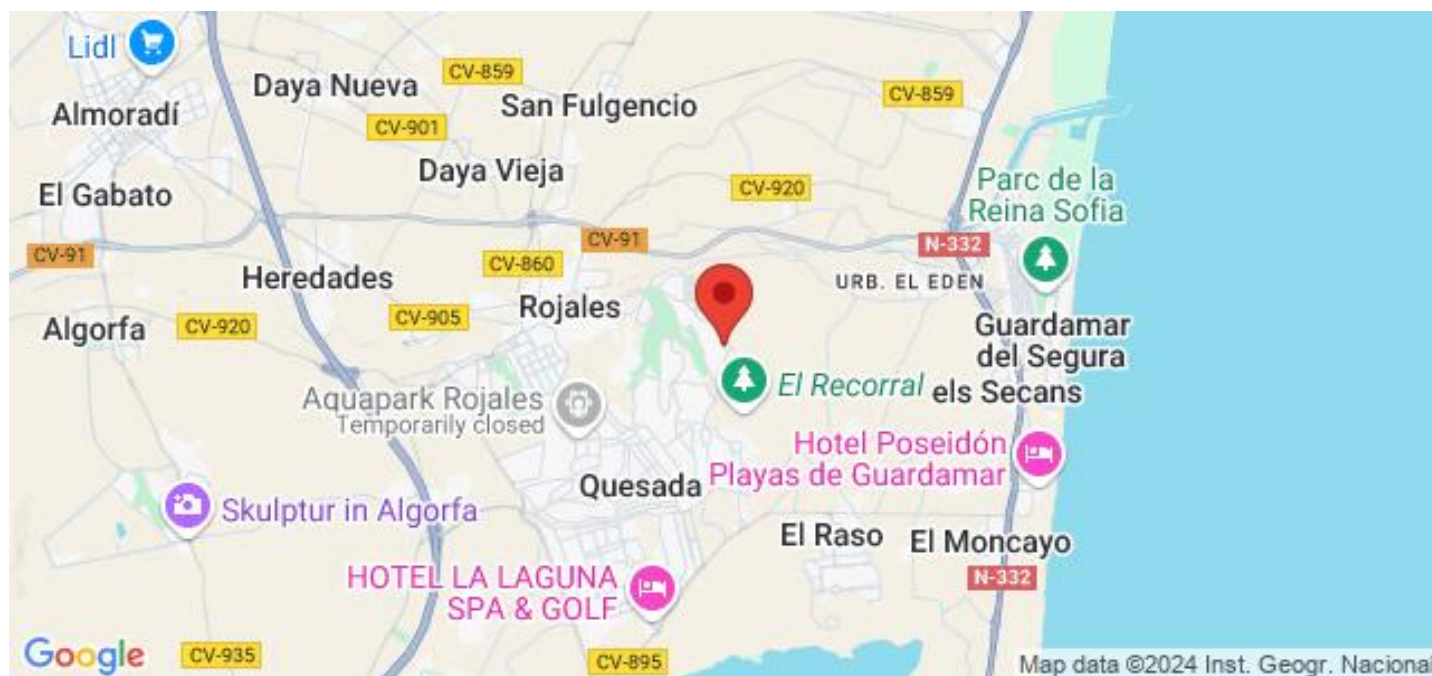 Lidl
Almoradí
Daya Nueva
CV-859
San Fulgencio
CV-859
CV-901
Daya Vieja
El Gabato
CV-920
Parc de la
Reina Sofia
CV-91
CV-91
N-332
Heredades
CV-860
URB. EL EDEN
Rojales
Algorfa
CV-920
CV-905
Guardamar
del Segura
El Recorral
els Secans
Aquapark Rojales
Temporarily closed
Hotel Poseidón
Playas de Guardamar
Quesada
Skulptur in Algorfa
El Raso
El Moncayo
HOTEL LA LAGUNA
SPA & GOLF
N-332
Google
CV-935
CV-895
Map data ©2024 Inst. Geogr. Nacional